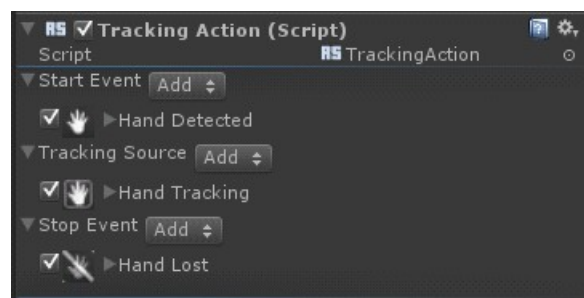 RS Tracking Action (Script)
Script RS TrackingAction
Start Event Add
Hand Detected
Tracking Source Add
Hand Tracking
Stop Event Add
Hand Lost